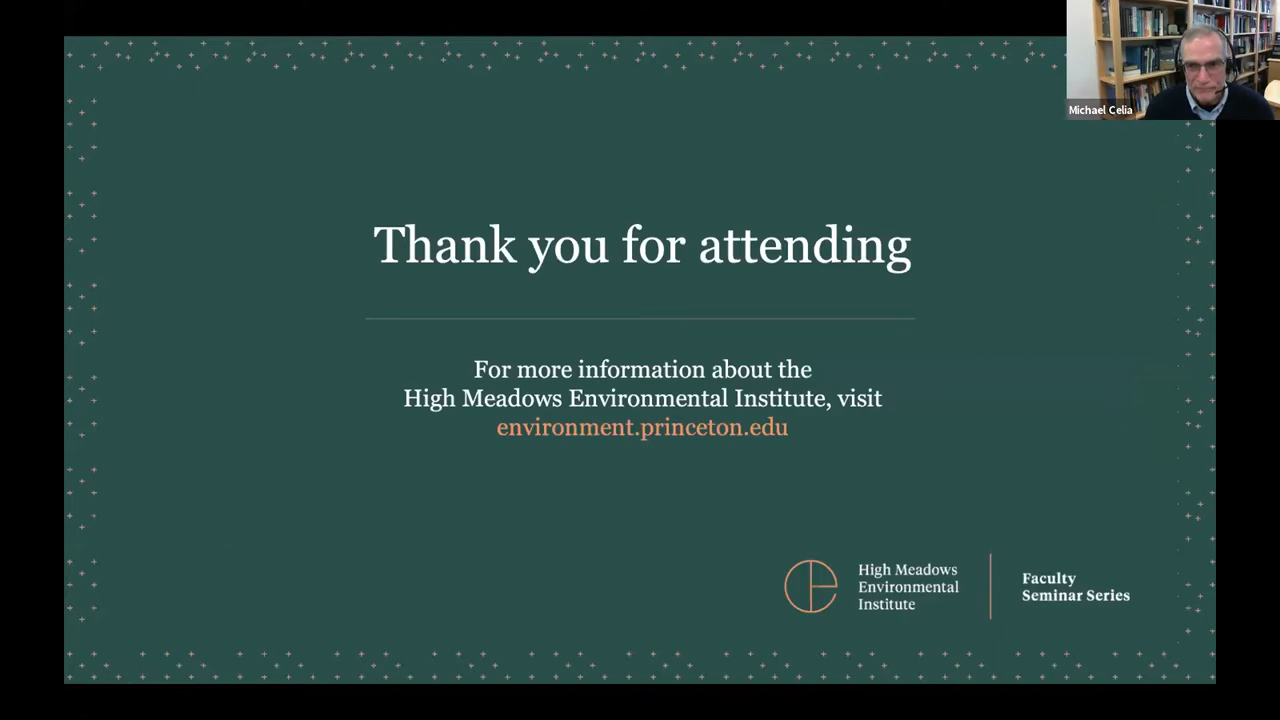 Michael Celia
Thank you for attending
For more information about the
High Meadows Environmental Institute, visit
environment.princeton.edu
High Meadows
Environmental
Institute
Faculty
Seminar Series